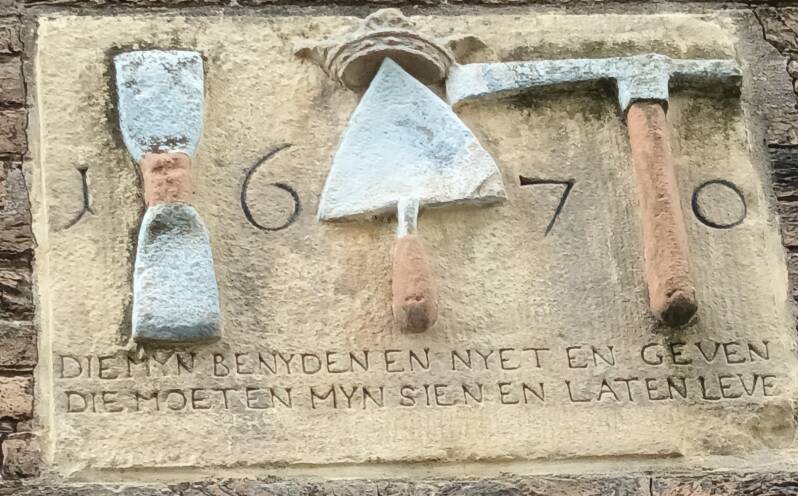 1670
DIE MYN BENYDEN EN NYET EN GEVEN
DIE MOETEN MYN SIEN EN LATEN LEVE